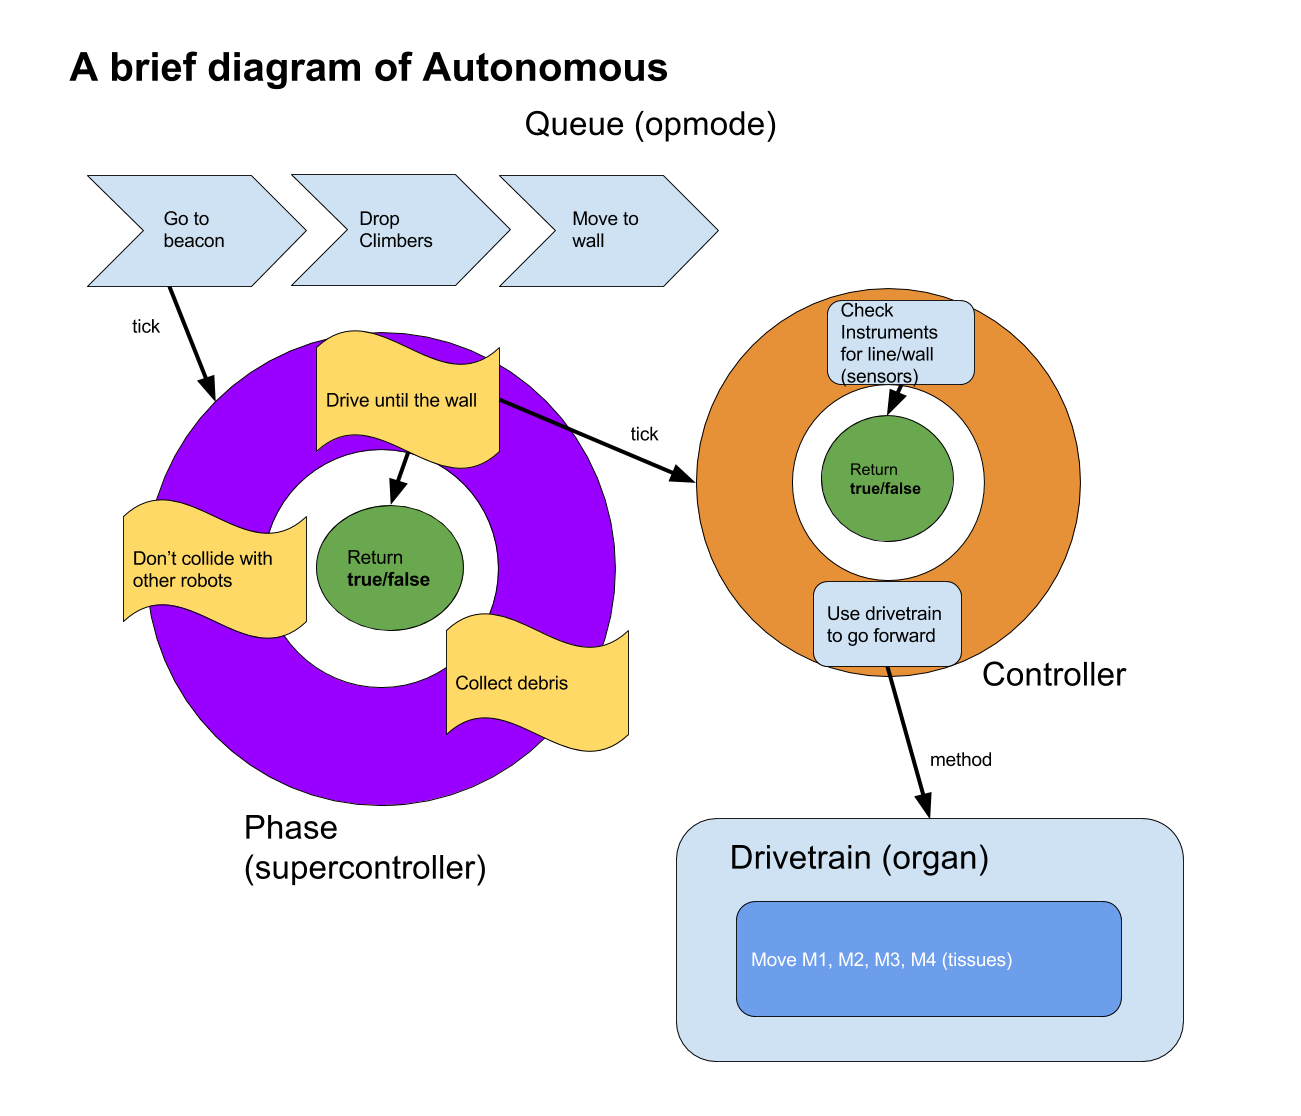 A brief diagram of Autonomous
Queue (opmode)
Go to
beacon
Drop
Climbers
Move to
wall
tick
Drive until the wall
tick
Check
Instruments
for line/wall
(sensors)
Return
true/false
Don’t collide with
other robots
Return
true/false
Collect debris
Use drivetrain
to go forward
Controller
Phase
(supercontroller)
method
Drivetrain (organ)
Move M1, M2, M3, M4 (tissues)